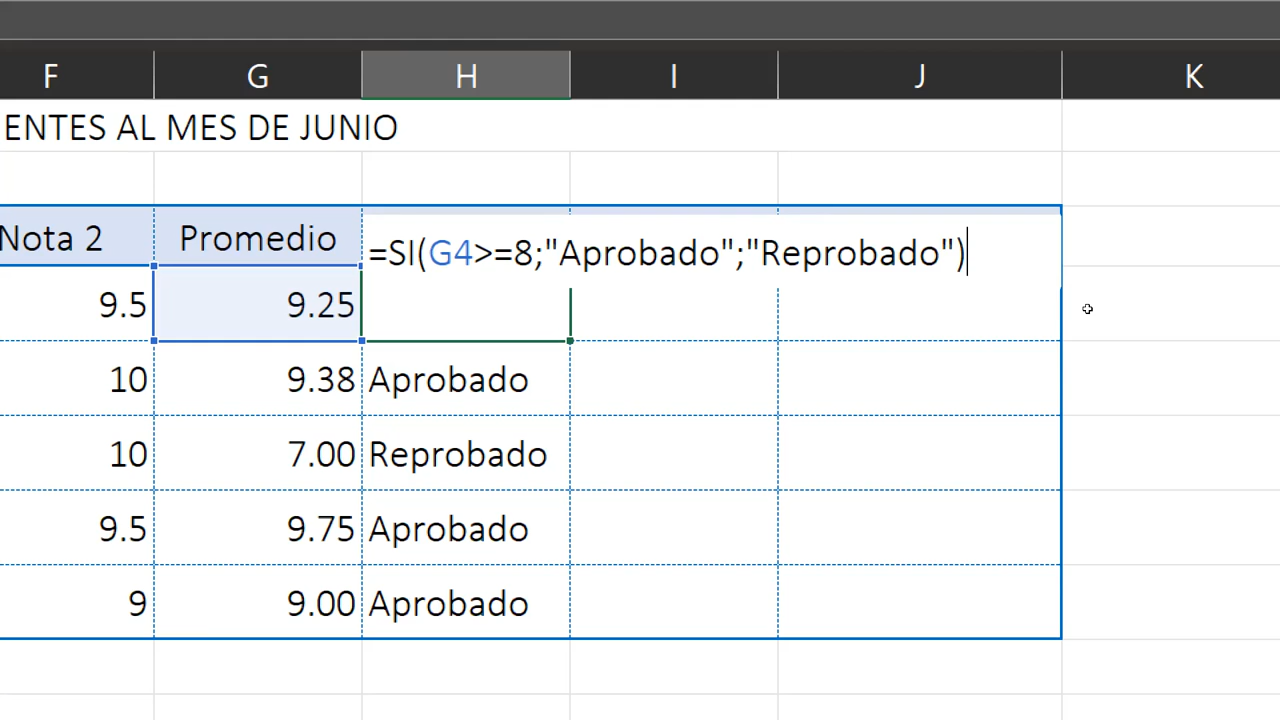 F G H I J K
ENTES AL MES DE JUNIO
Nota 2 Promedio =SI(G4>=8;"Aprobado";"Reprobado")
9.5 9.25
10 9.38 Aprobado
10 7.00 Reprobado
9.5 9.75 Aprobado
9 9.00 Aprobado